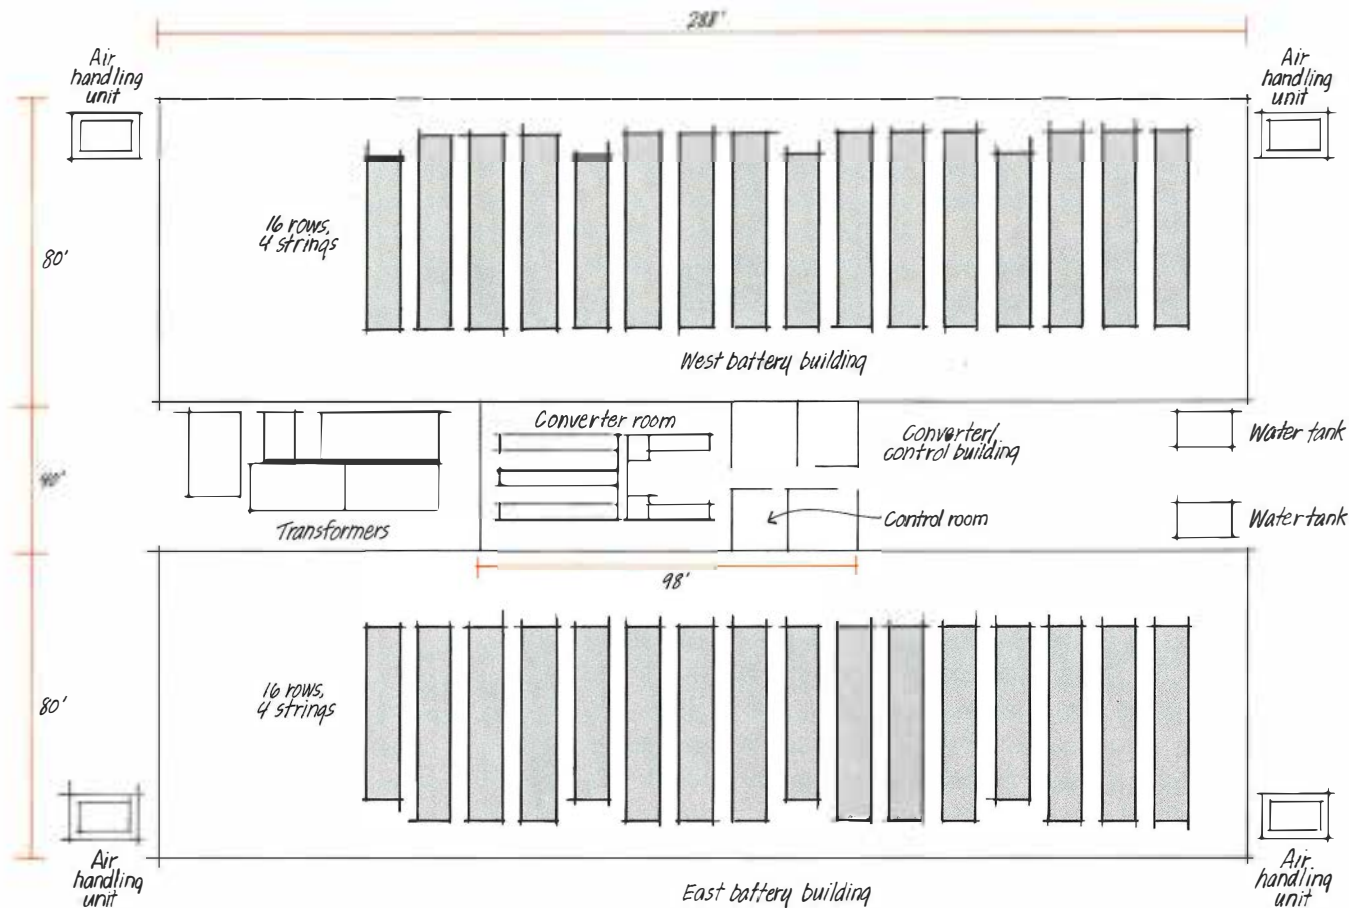 288'
Air
handling
unit
Air
handling
unit
80'
16 rows,
4 strings
West battery building
Converter room
Converter/
control building
Water tank
40'
Transformers
Control room
Water tank
98'
80'
16 rows,
4 strings
Air
handling
unit
East battery building
Air
handling
unit